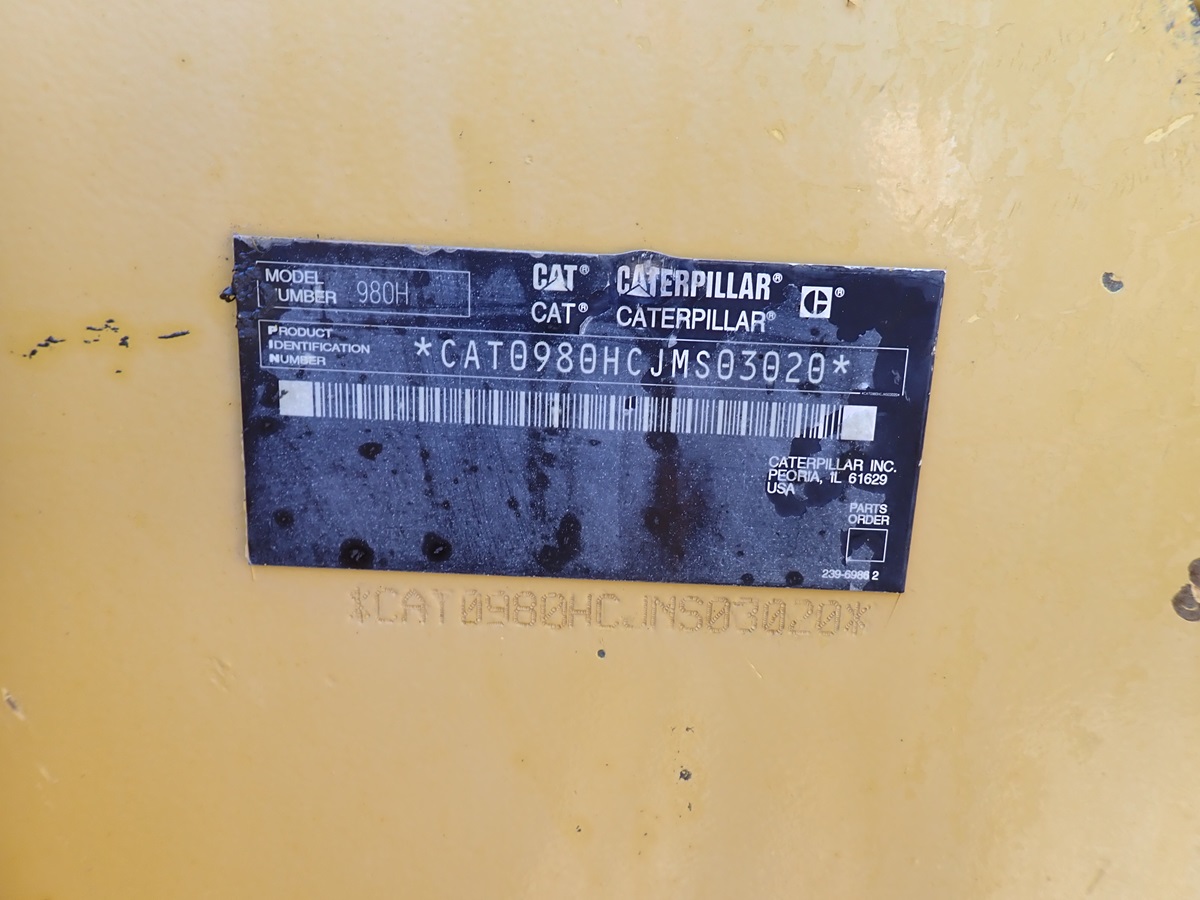 MODEL
NUMBER 980H
CAT® CATERPILLAR®
CAT® CATERPILLAR® ®
PRODUCT
IDENTIFICATION
NUMBER
*CAT0980HCJMS03020*
CATERPILLAR INC.
PEORIA, IL 61629
USA
PARTS
ORDER
239-6986 2
*CAT0980HCJMS03020*